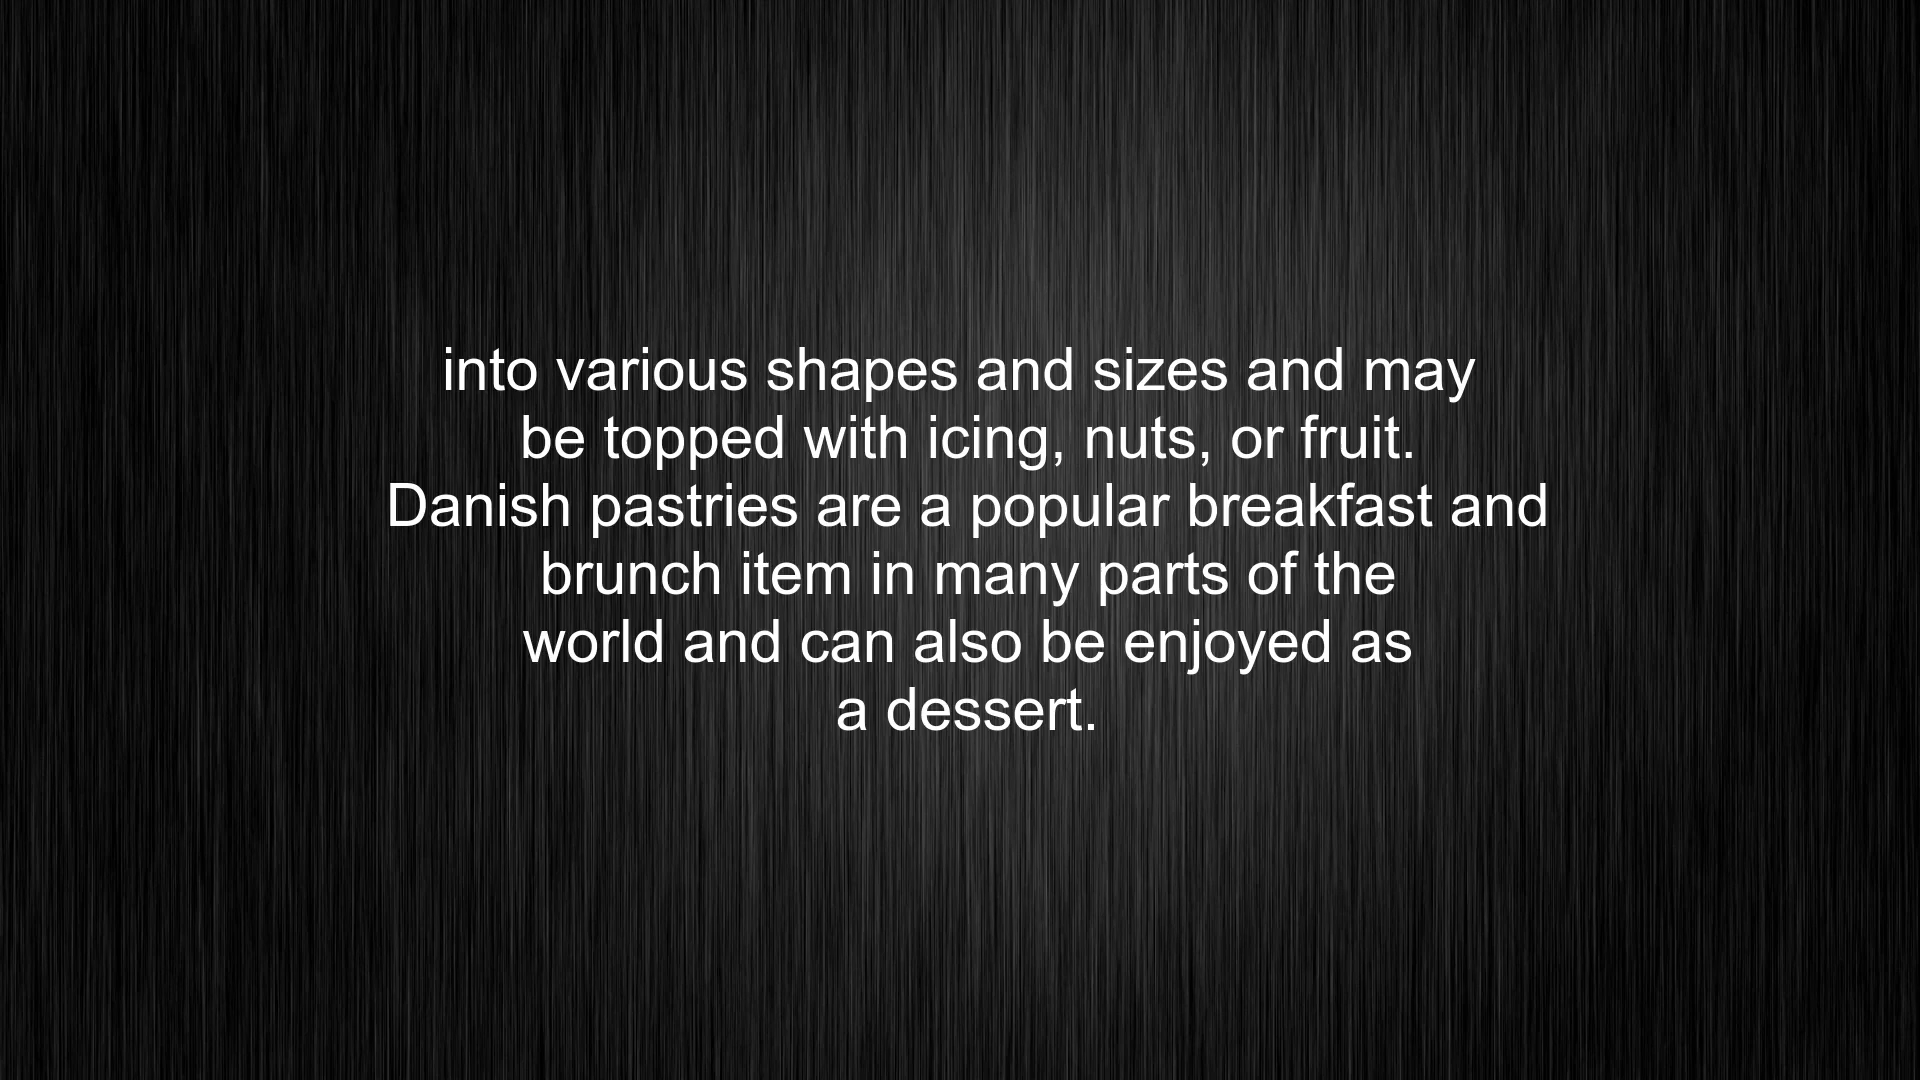 into various shapes and sizes and may
be topped with icing, nuts, or fruit.
Danish pastries are a popular breakfast and
brunch item in many parts of the
world and can also be enjoyed as
a dessert.